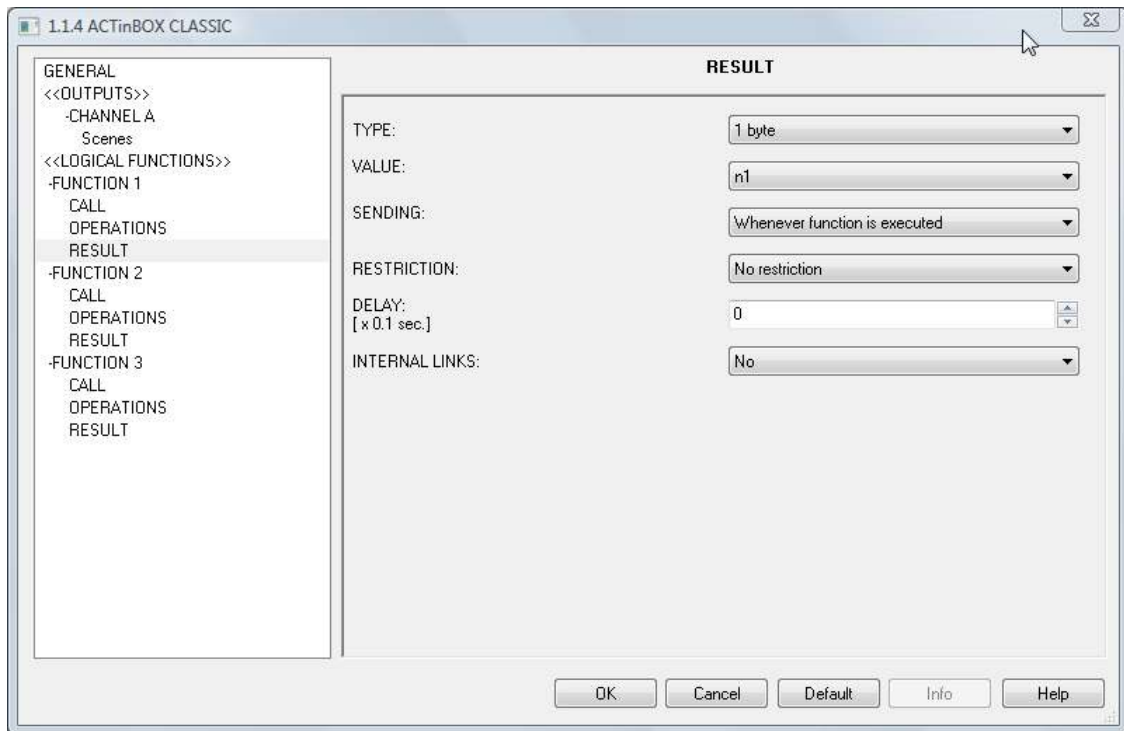 1.1.4 ACTinBOX CLASSIC
GENERAL
<<OUTPUTS>>
-CHANNEL A
Scenes
<<LOGICAL FUNCTIONS>>
-FUNCTION 1
CALL
OPERATIONS
RESULT
-FUNCTION 2
CALL
OPERATIONS
RESULT
-FUNCTION 3
CALL
OPERATIONS
RESULT
RESULT
TYPE: 1 byte
VALUE: n1
SENDING: Whenever function is executed
RESTRICTION: No restriction
DELAY: 0
[ x 0.1 sec.]
INTERNAL LINKS: No
OK Cancel Default Info Help